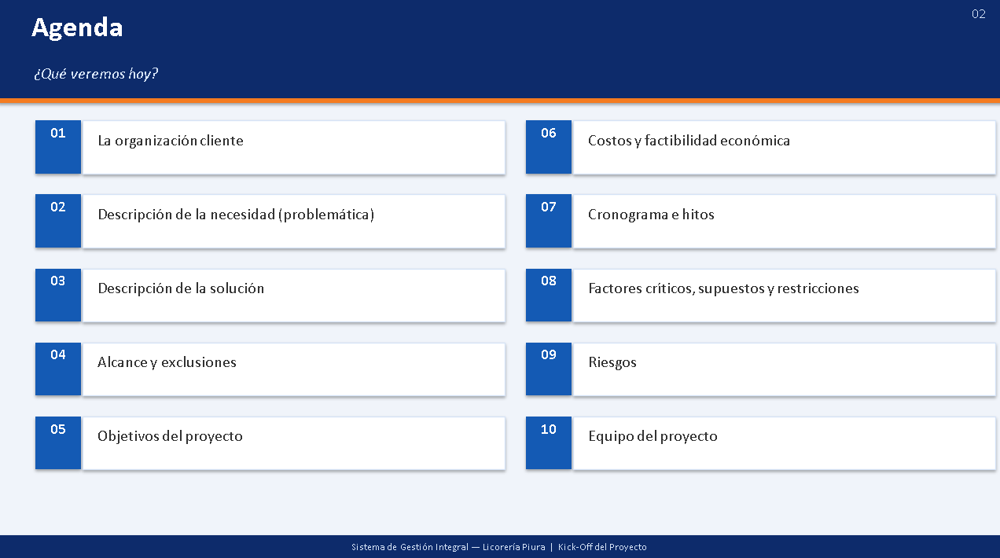 Agenda
02
¿Qué veremos hoy?
01
La organización cliente
02
Descripción de la necesidad (problemática)
03
Descripción de la solución
04
Alcance y exclusiones
05
Objetivos del proyecto
06
Costos y factibilidad económica
07
Cronograma e hitos
08
Factores críticos, supuestos y restricciones
09
Riesgos
10
Equipo del proyecto
Sistema de Gestión Integral — Licorería Piura | Kick-Off del Proyecto